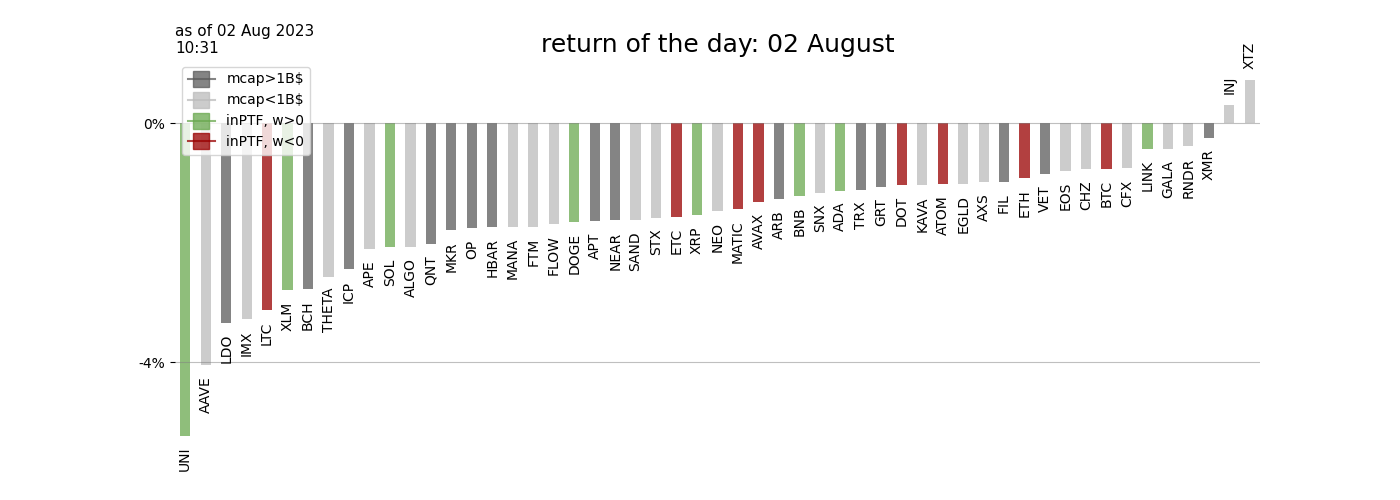 as of 02 Aug 2023
10:31
return of the day: 02 August
mcap>1B$
mcap<1B$
inPTF, w>0
inPTF, w<0
0%
-4%
UNI
AAVE
LDO
IMX
LTC
XLM
BCH
THETA
ICP
APE
SOL
ALGO
QNT
MKR
OP
HBAR
MANA
FTM
FLOW
DOGE
APT
NEAR
SAND
STX
ETC
XRP
NEO
MATIC
AVAX
ARB
BNB
SNX
ADA
TRX
GRT
DOT
KAVA
ATOM
EGLD
AXS
FIL
ETH
VET
EOS
CHZ
BTC
CFX
LINK
GALA
RNDR
XMR
INJ
XTZ